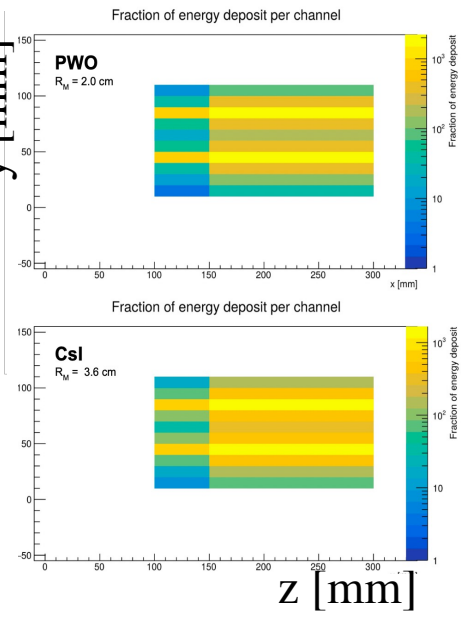 Fraction of energy deposit per channel
PWO
R_M = 2.0 cm
150
100
50
0
-50
0 50 100 150 200 250 300
x [mm]
10³
10²
10
1
Fraction of energy deposit
y [mm]
Fraction of energy deposit per channel
CsI
R_M = 3.6 cm
150
100
50
0
-50
0 50 100 150 200 250 300
10³
10²
10
1
Fraction of energy deposit
z [mm]